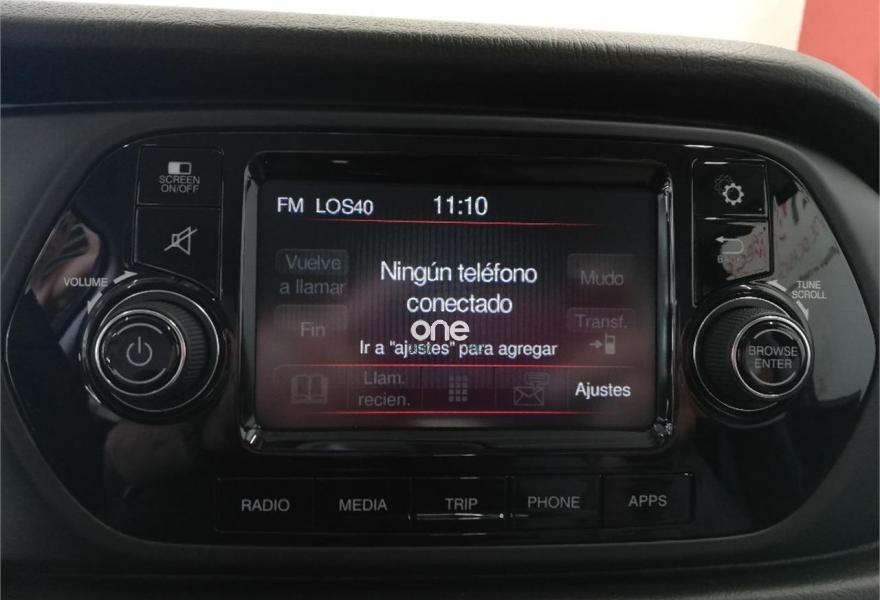 SCREEN
ON/OFF
FM LOS40 11:10
Vuelve
a llamar
Ningún teléfono
conectado
Mudo
VOLUME
TUNE
SCROLL
BACK
Fin
one
Transf.
Ir a "ajustes" para agregar
BROWSE
ENTER
Llam.
recien.
Ajustes
RADIO
MEDIA
TRIP
PHONE
APPS